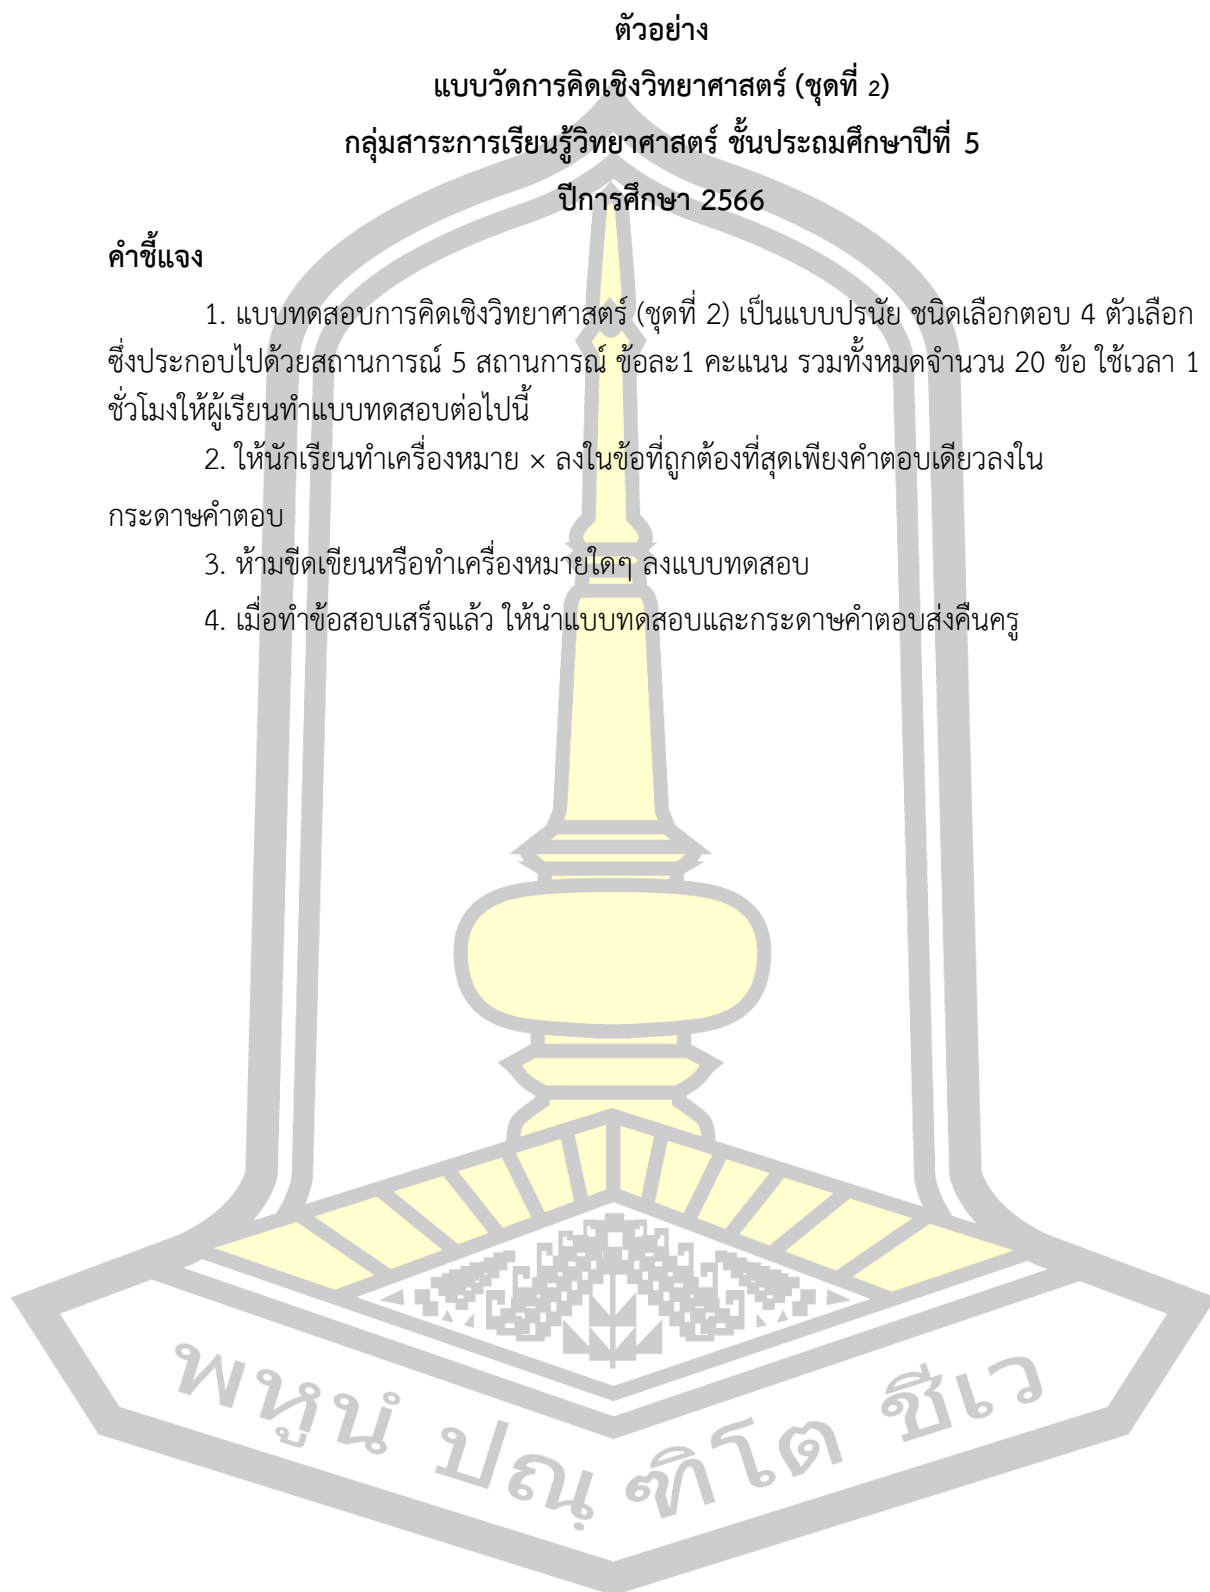 ตัวอย่าง
แบบวัดการคิดเชิงวิทยาศาสตร์ (ชุดที่ 2)
กลุ่มสาระการเรียนรู้วิทยาศาสตร์ ชั้นประถมศึกษาปีที่ 5
ปีการศึกษา 2566
คำชี้แจง
1. แบบทดสอบการคิดเชิงวิทยาศาสตร์ (ชุดที่ 2) เป็นแบบปรนัย ชนิดเลือกตอบ 4 ตัวเลือก
ซึ่งประกอบไปด้วยสถานการณ์ 5 สถานการณ์ ข้อละ1 คะแนน รวมทั้งหมดจำนวน 20 ข้อ ใช้เวลา 1
ชั่วโมงให้ผู้เรียนทำแบบทดสอบต่อไปนี้
2. ให้นักเรียนทำเครื่องหมาย × ลงในข้อที่ถูกต้องที่สุดเพียงคำตอบเดียวลงใน
กระดาษคำตอบ
3. ห้ามขีดเขียนหรือทำเครื่องหมายใดๆ ลงแบบทดสอบ
4. เมื่อทำข้อสอบเสร็จแล้ว ให้นำแบบทดสอบและกระดาษคำตอบส่งคืนครู
พหูนํ ปณฺฑิโต ชีเว